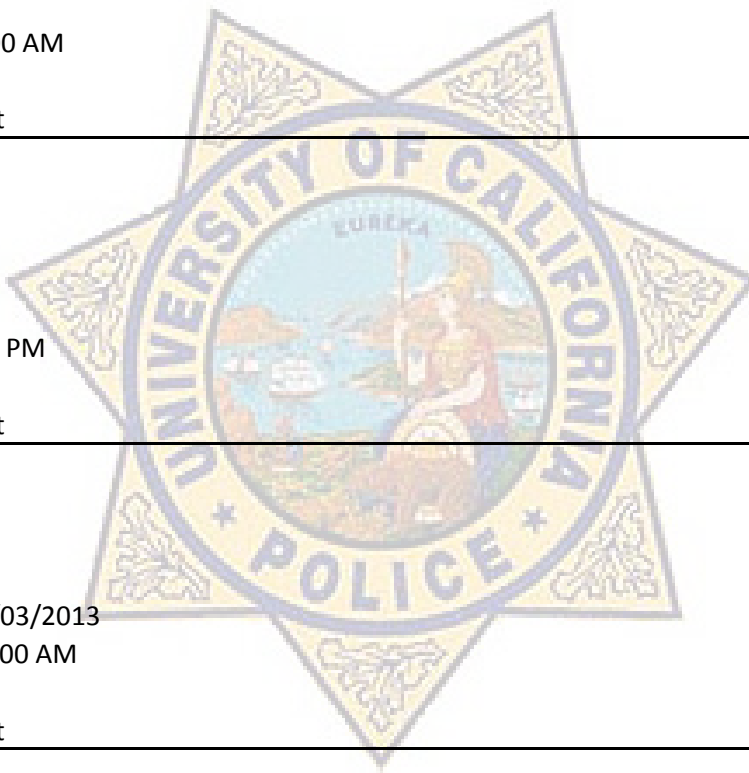 0 AM
t
UNIVERSITY OF CALIFORNIA
EUREKA
PM
t
POLICE
03/2013
00 AM
t